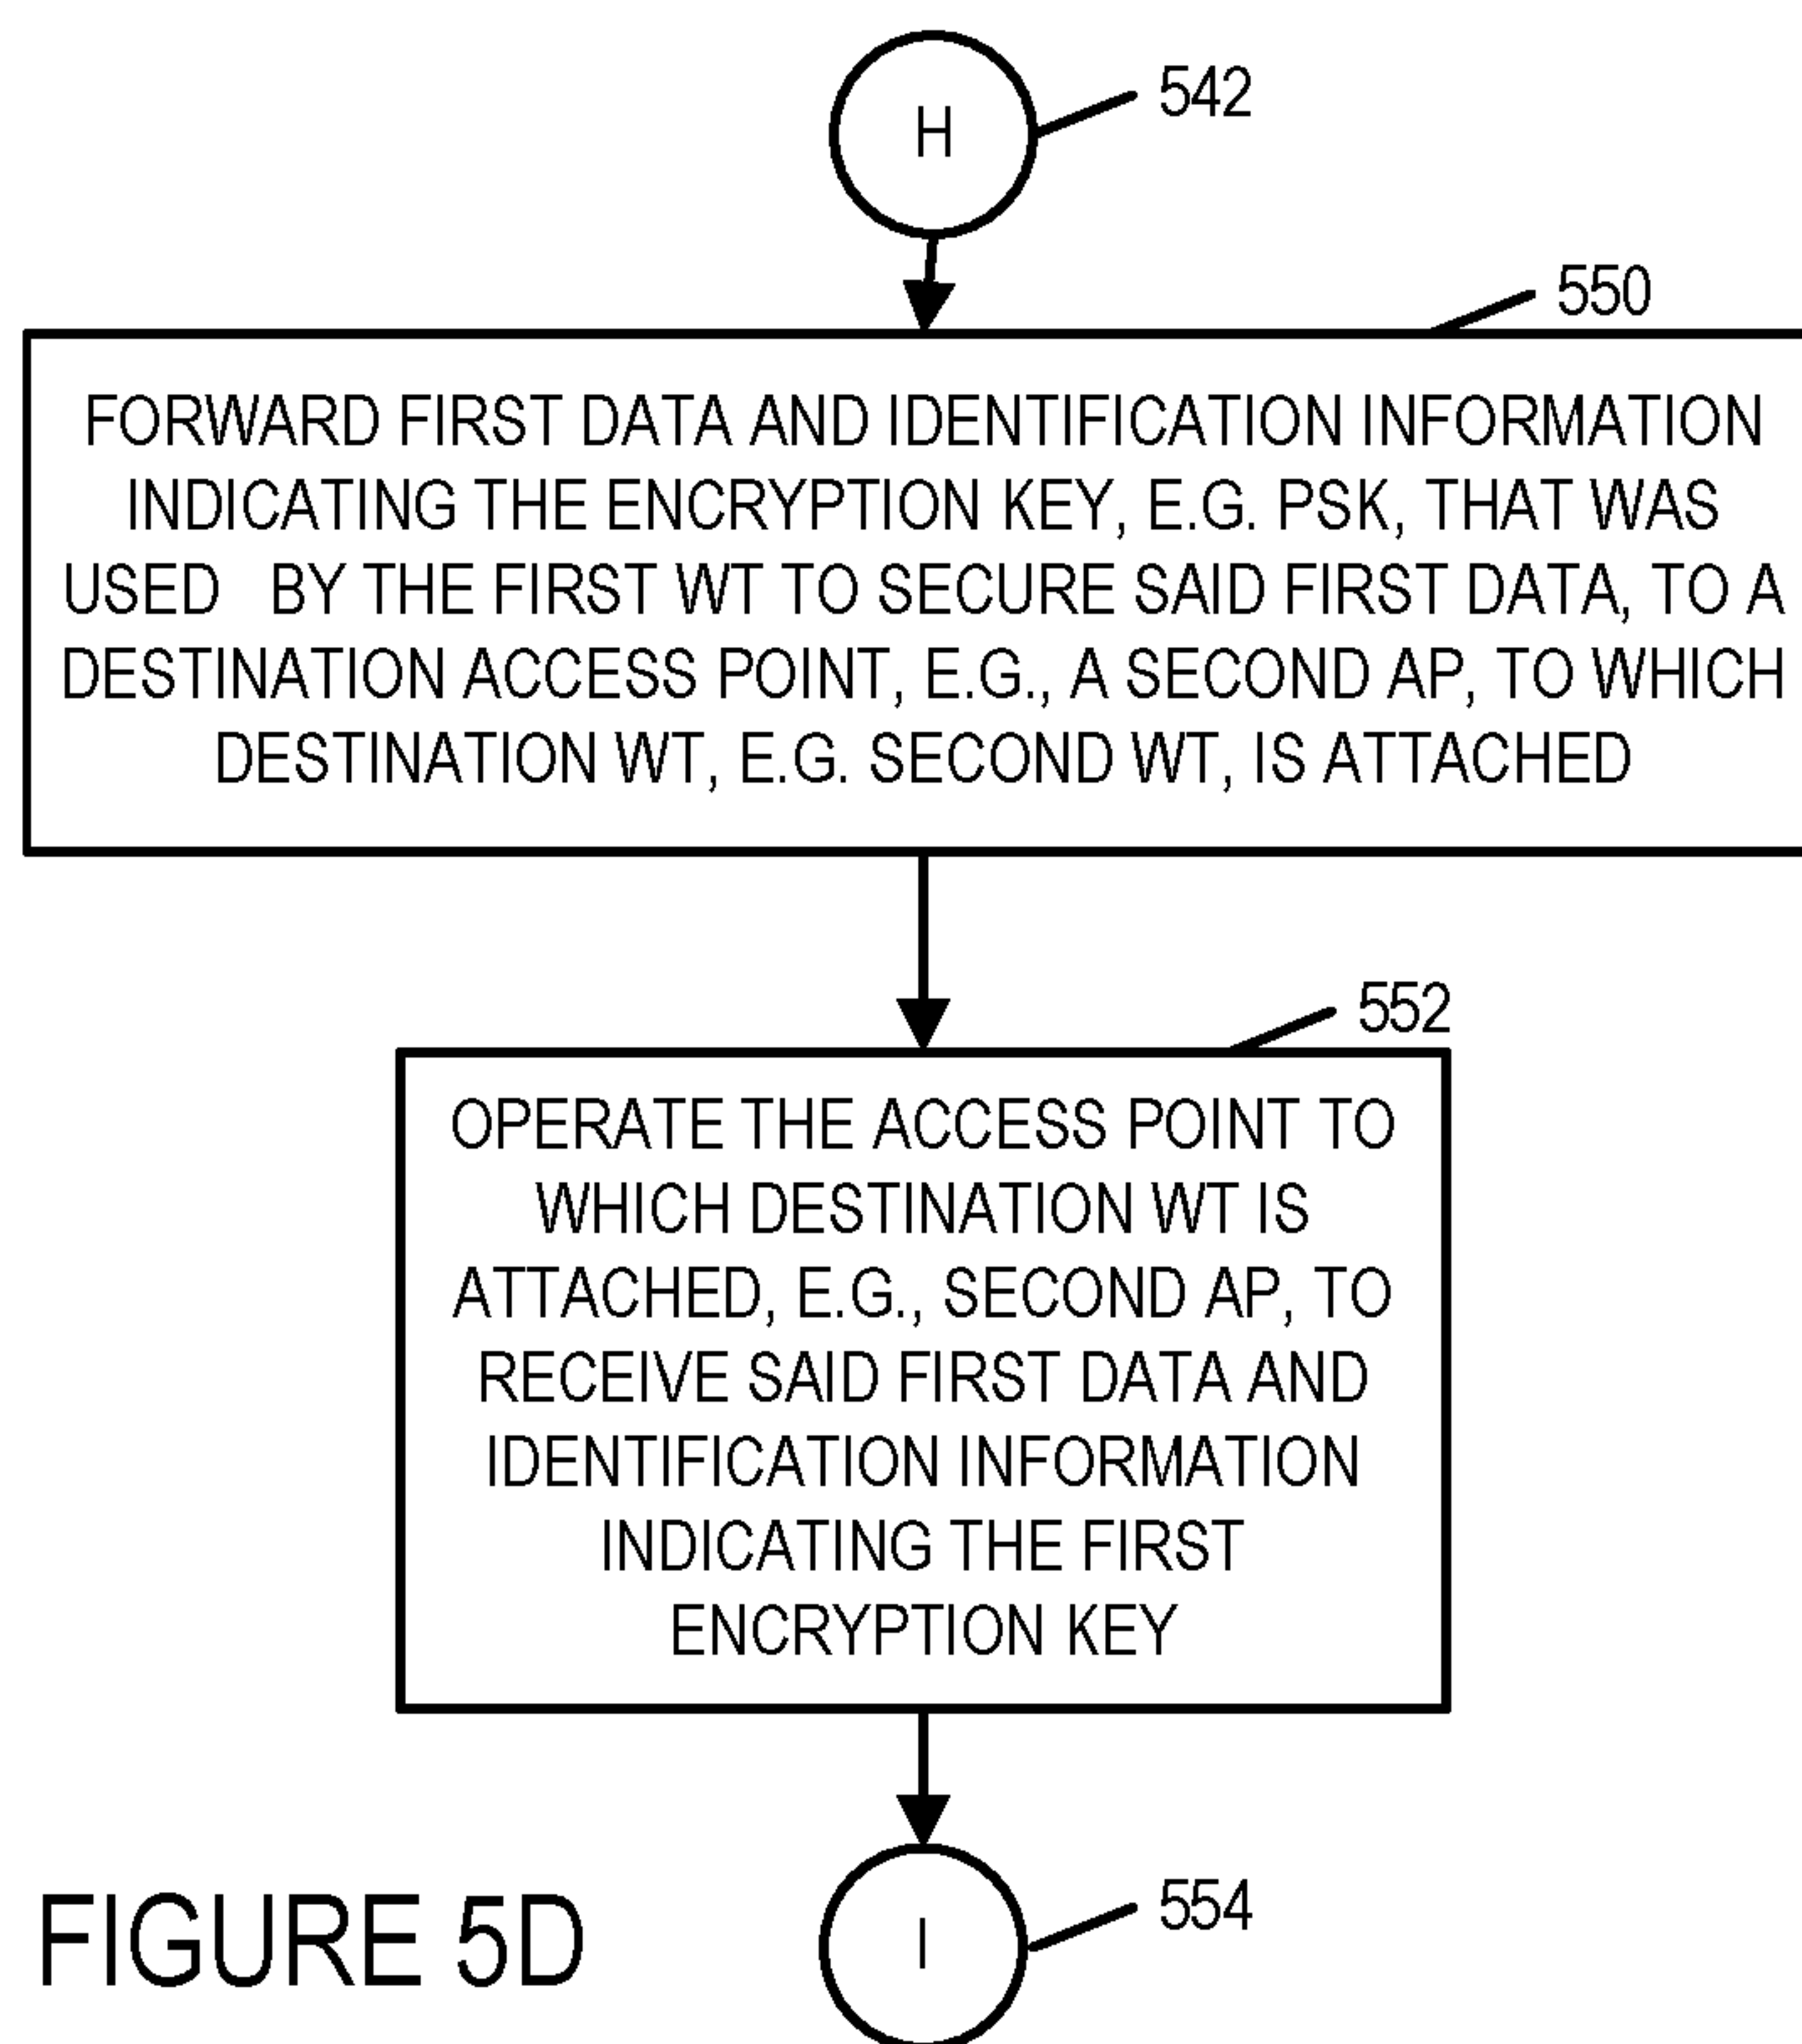 H
542
550
FORWARD FIRST DATA AND IDENTIFICATION INFORMATION
INDICATING THE ENCRYPTION KEY, E.G. PSK, THAT WAS
USED BY THE FIRST WT TO SECURE SAID FIRST DATA, TO A
DESTINATION ACCESS POINT, E.G., A SECOND AP, TO WHICH
DESTINATION WT, E.G. SECOND WT, IS ATTACHED
552
OPERATE THE ACCESS POINT TO
WHICH DESTINATION WT IS
ATTACHED, E.G., SECOND AP, TO
RECEIVE SAID FIRST DATA AND
IDENTIFICATION INFORMATION
INDICATING THE FIRST
ENCRYPTION KEY
554
I
FIGURE 5D